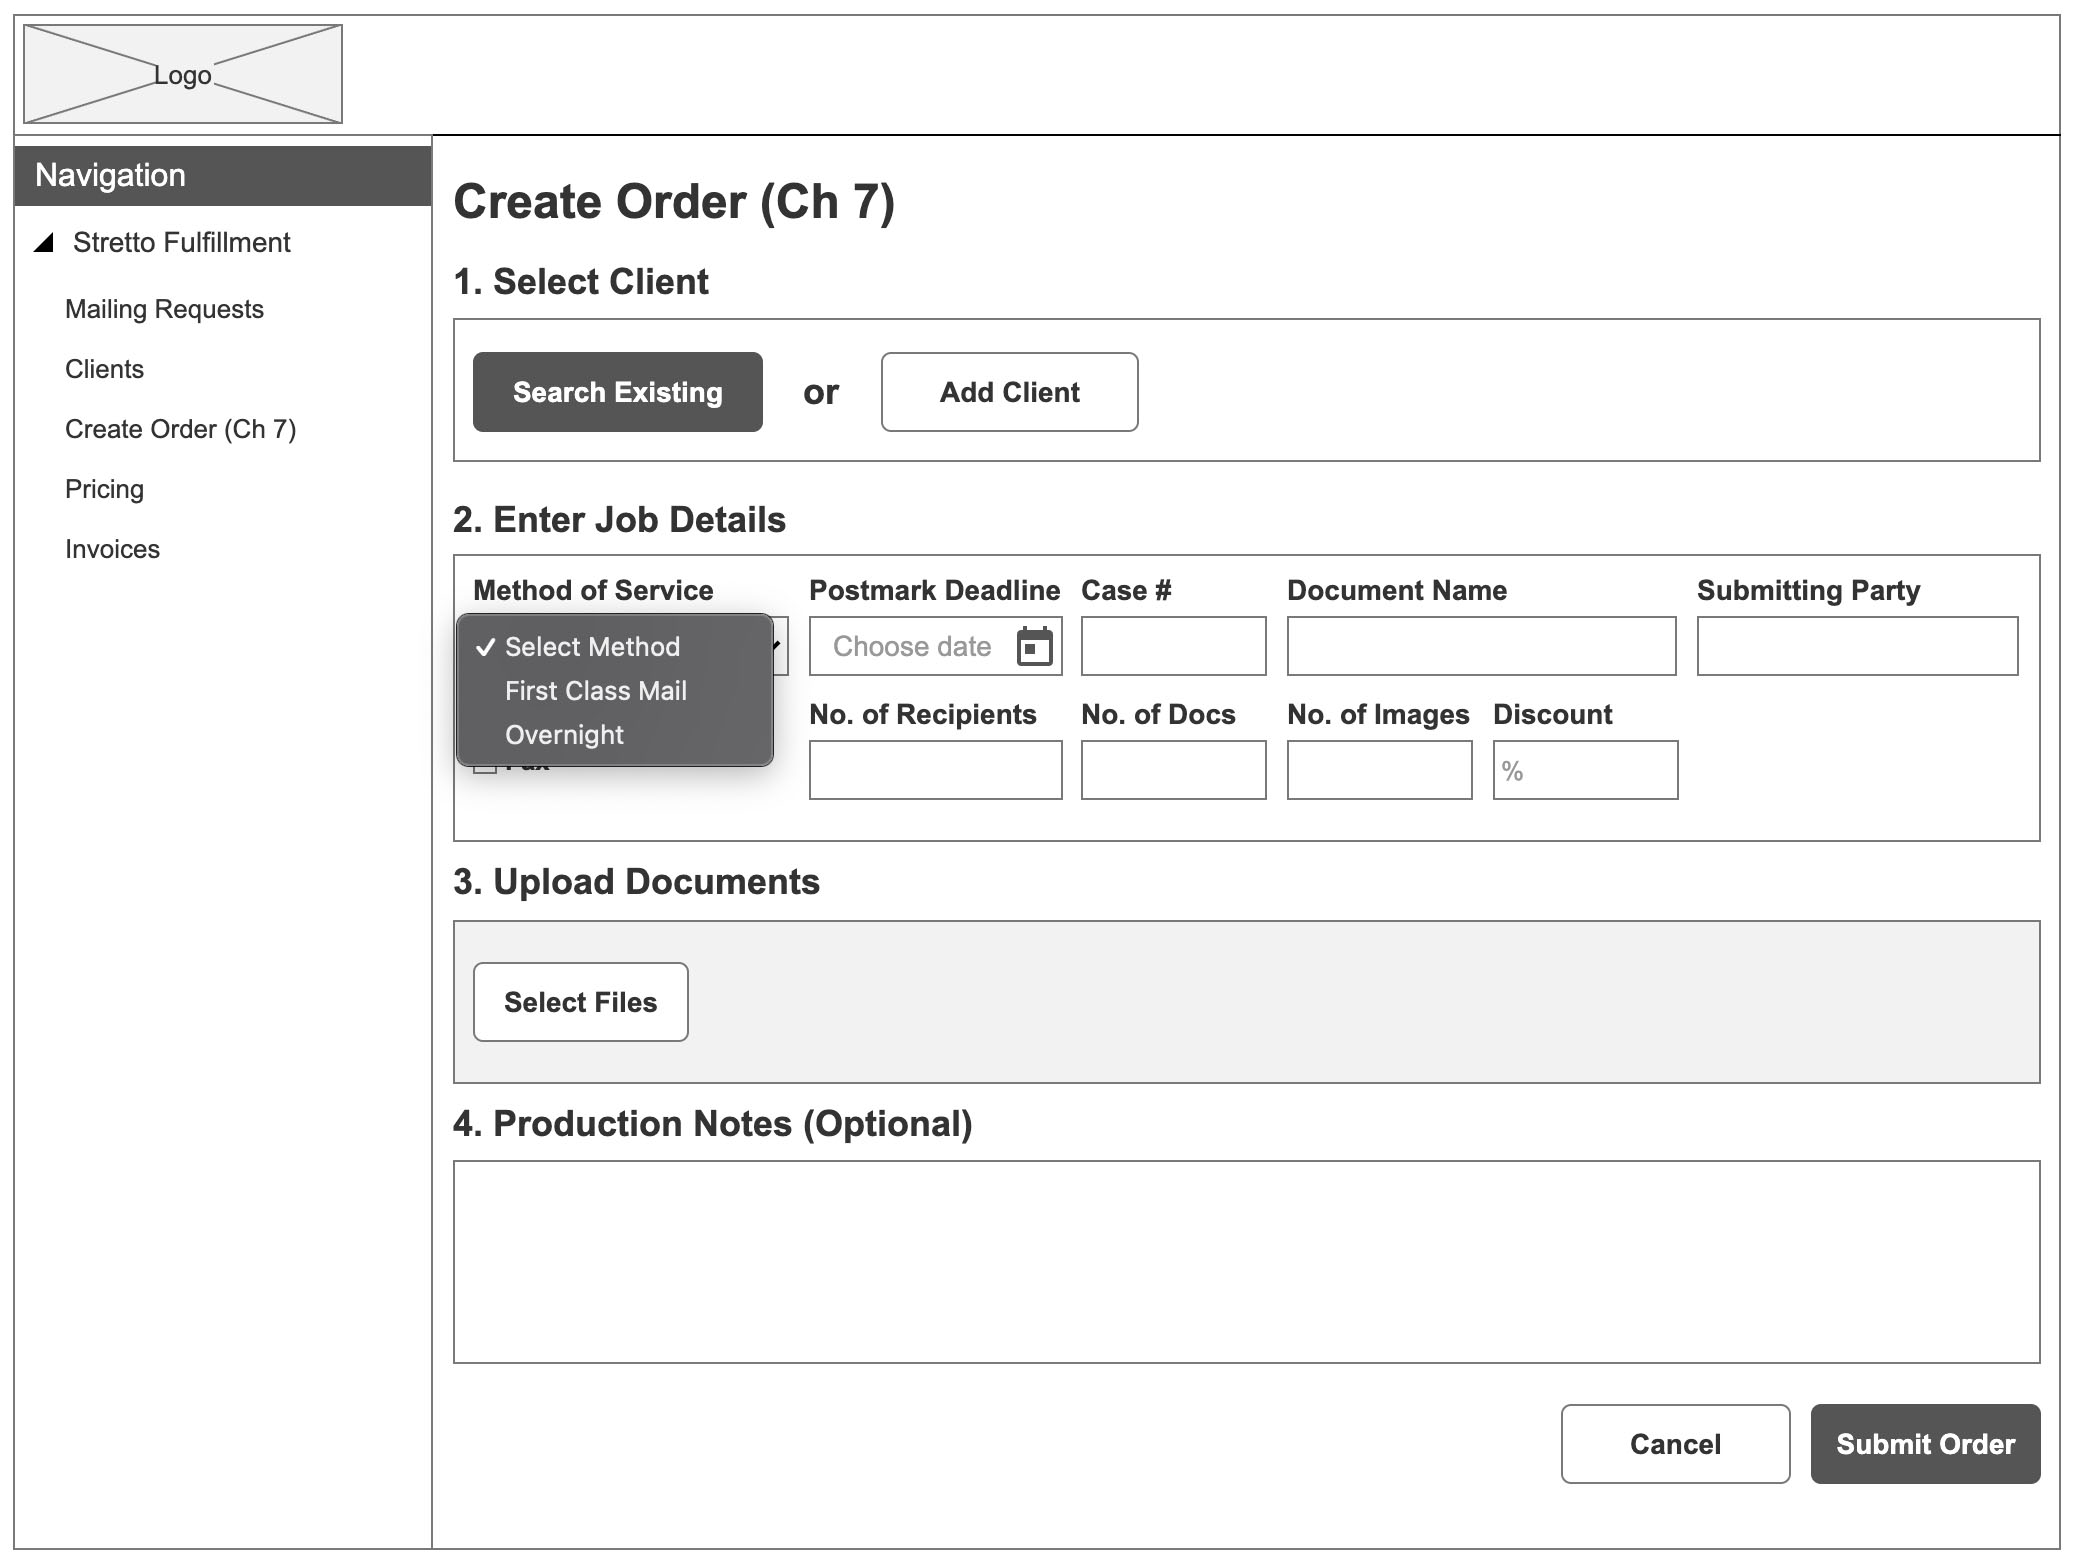 Logo
Navigation
Stretto Fulfillment
Mailing Requests
Clients
Create Order (Ch 7)
Pricing
Invoices
Create Order (Ch 7)
1. Select Client
Search Existing or Add Client
2. Enter Job Details
Method of Service Postmark Deadline Case # Document Name Submitting Party
✓ Select Method Choose date
First Class Mail
Overnight
No. of Recipients No. of Docs No. of Images Discount
%
3. Upload Documents
Select Files
4. Production Notes (Optional)
Cancel Submit Order